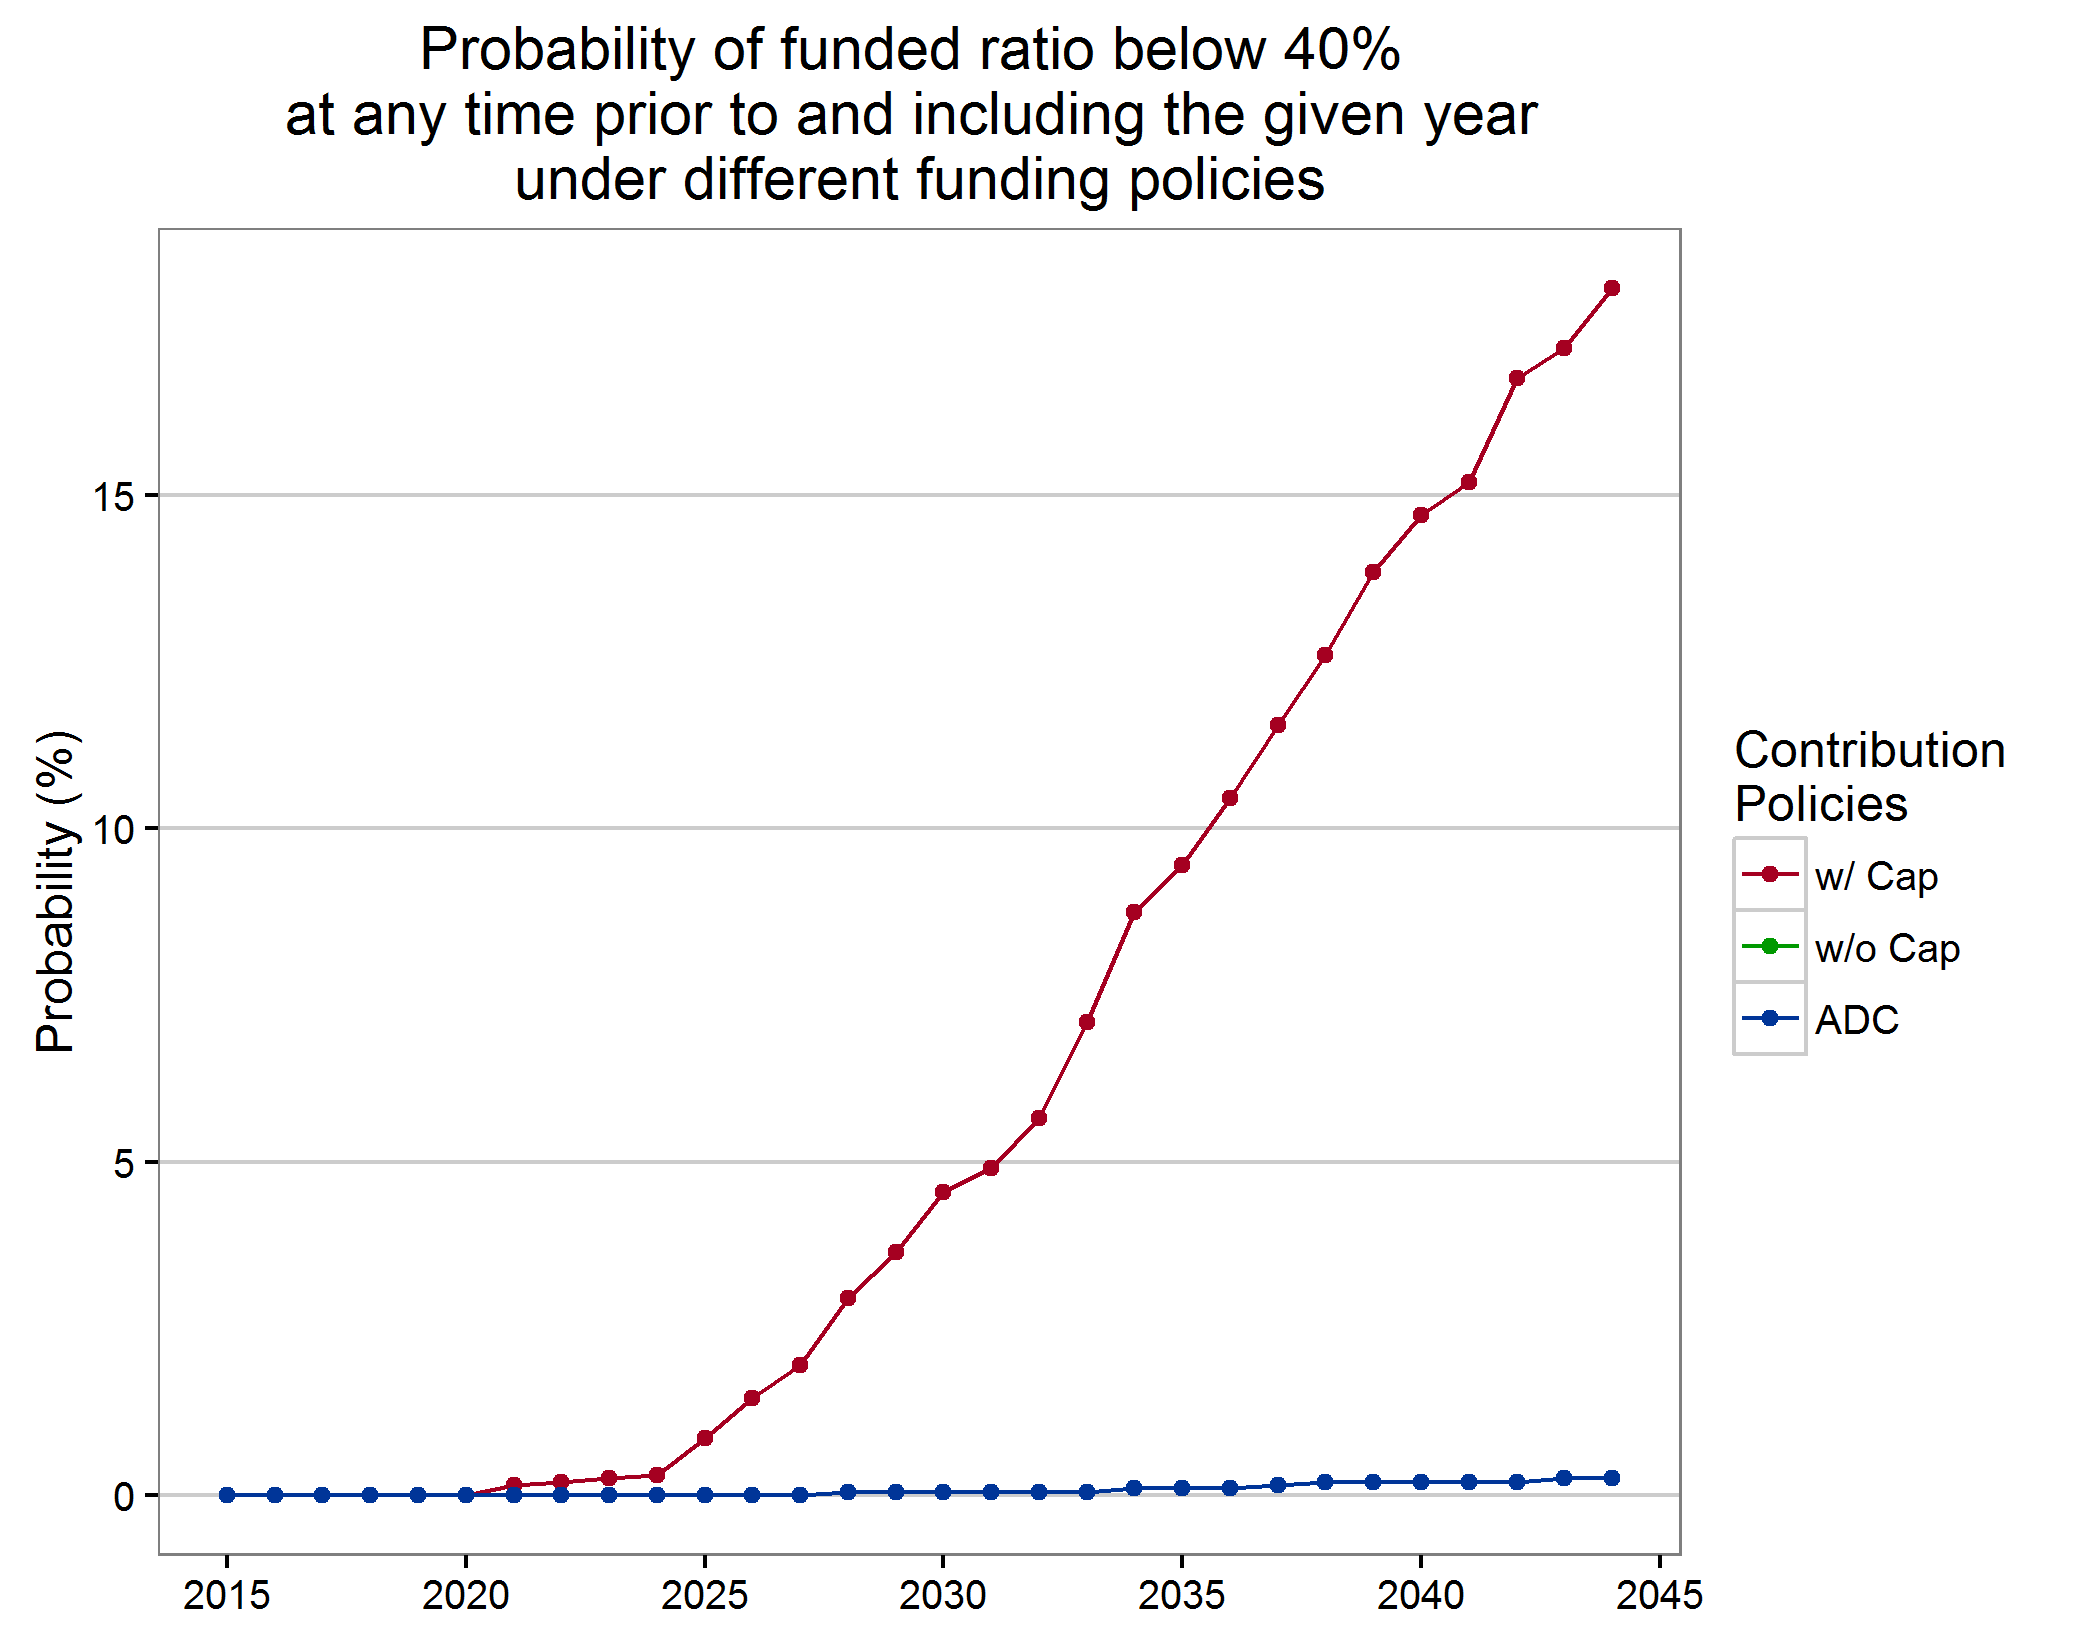 Probability of funded ratio below 40%
at any time prior to and including the given year
under different funding policies
Probability (%)
15
10
5
0
2015
2020
2025
2030
2035
2040
2045
Contribution
Policies
w/ Cap
w/o Cap
ADC